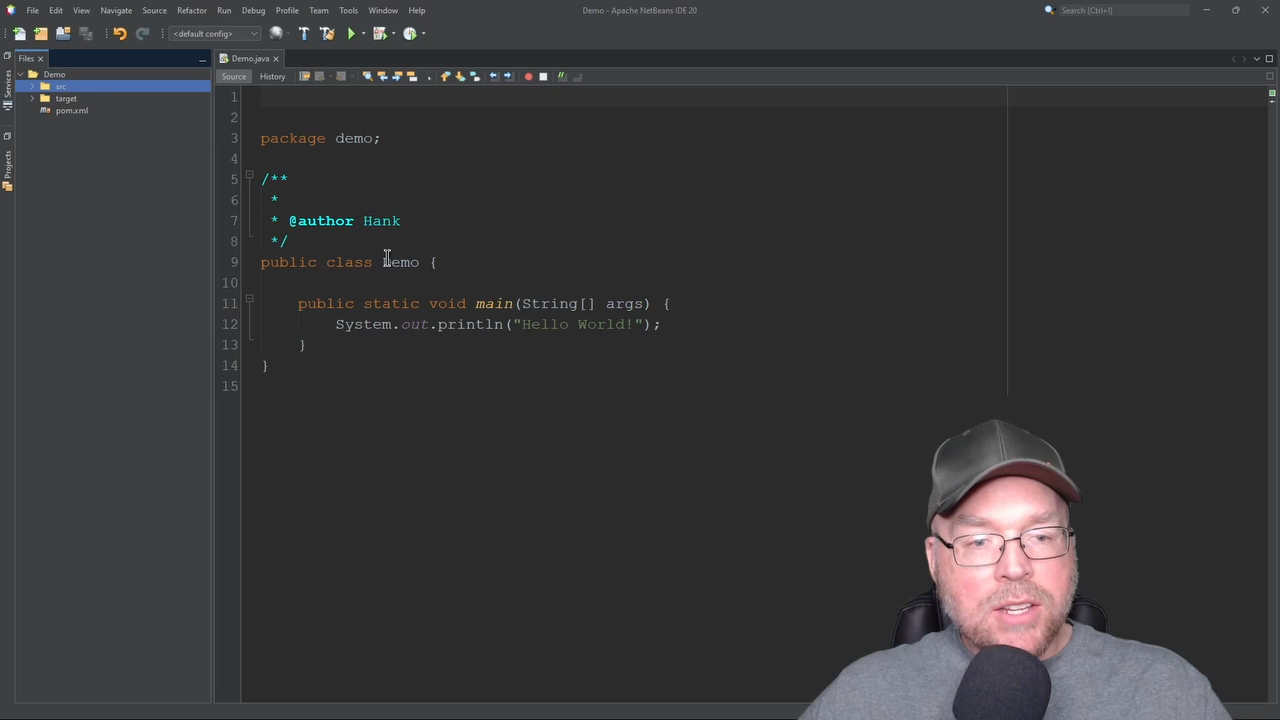 File Edit View Navigate Source Refactor Run Debug Profile Team Tools Window Help
Demo - Apache NetBeans IDE 20
Search (Ctrl+I)
<default config>
Files
Demo.java
Services
Projects
Demo
src
target
pom.xml
Source History
1
2
3 package demo;
4
5 /**
6 *
7 * @author Hank
8 */
9 public class Demo {
10
11 public static void main(String[] args) {
12 System.out.println("Hello World!");
13 }
14 }
15